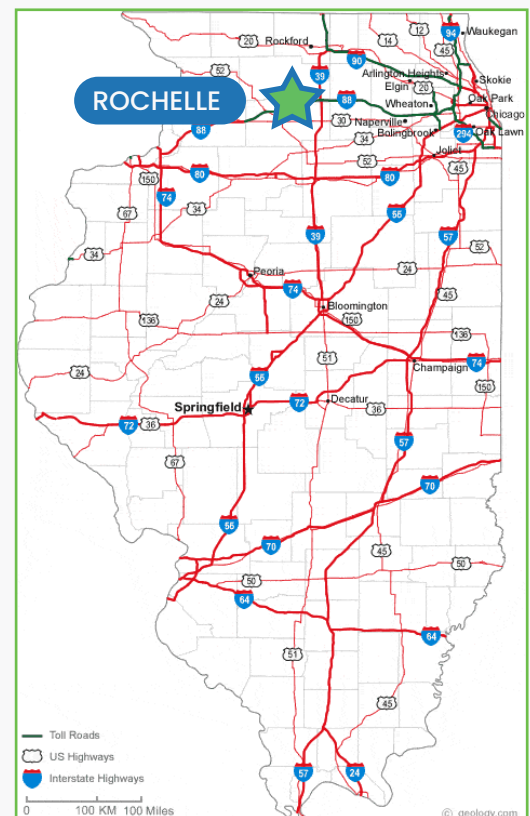 94
Waukegan
12
20
14
Rockford
45
90
52
39
Arlington Heights
Skokie
Elgin
20
ROCHELLE
88
Wheaton
Oak Park
Chicago
30
Naperville
88
Bolingbrook
294
Oak Lawn
34
Joliet
52
45
150
80
80
74
34
56
67
39
57
52
34
Peoria
24
74
45
24
Bloomington
136
150
136
51
74
Champaign
24
56
150
Springfield
72
Decatur
36
72
36
57
67
70
56
70
45
50
50
64
64
51
45
Toll Roads
US Highways
Interstate Highways
57
24
0
100 KM
100 Miles
(c) geology.com